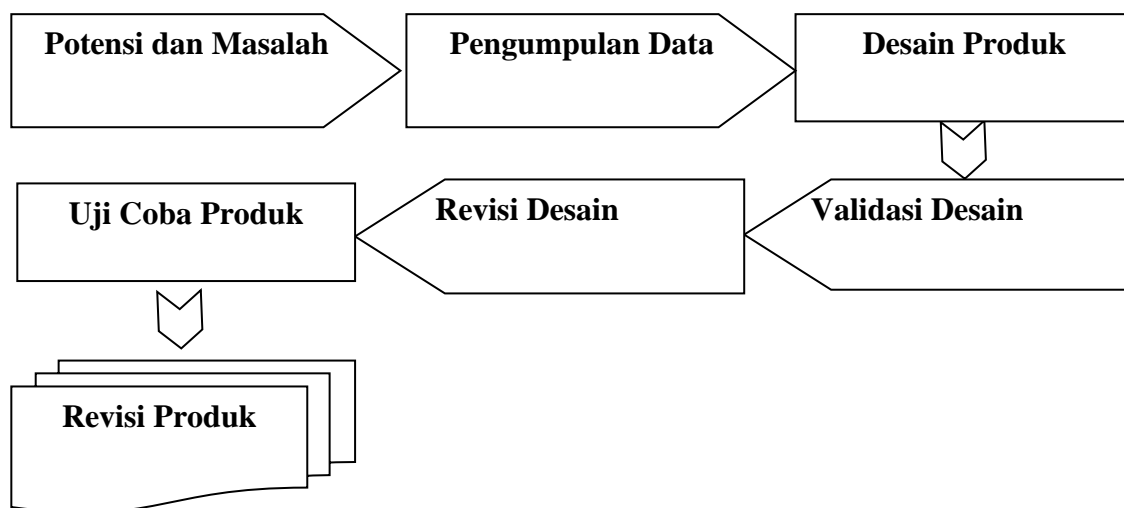 Potensi dan Masalah
Pengumpulan Data
Desain Produk
Validasi Desain
Revisi Desain
Uji Coba Produk
Revisi Produk